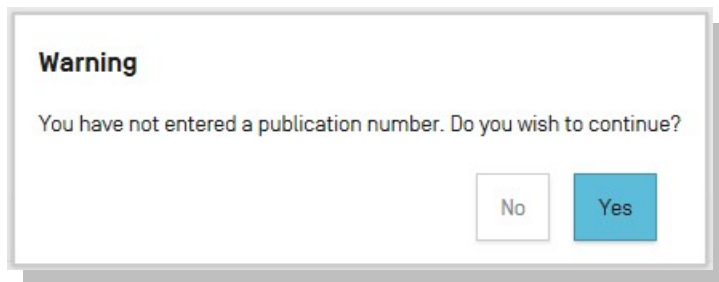 Warning
You have not entered a publication number. Do you wish to continue?
No
Yes